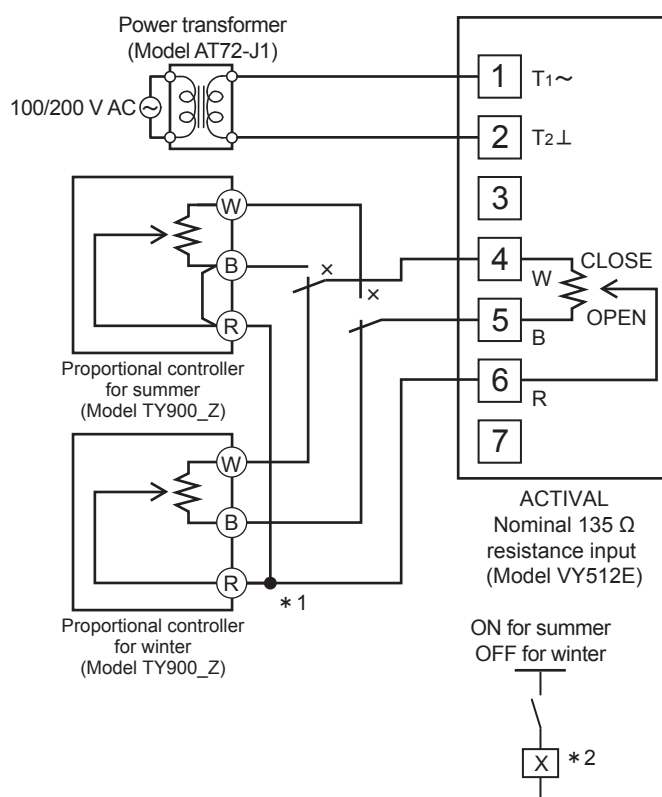 Power transformer
(Model AT72-J1)
100/200 V AC
1 T1～
2 T2⊥
3
4 W CLOSE
5 B OPEN
6 R
7
W
B
R
Proportional controller
for summer
(Model TY900_Z)
×
×
W
B
R
＊1
Proportional controller
for winter
(Model TY900_Z)
ACTIVAL
Nominal 135 Ω
resistance input
(Model VY512E)
ON for summer
OFF for winter
X ＊2